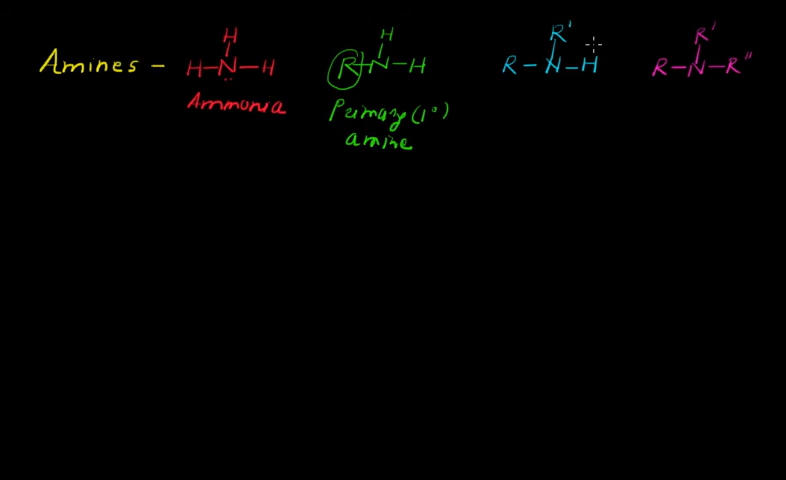 Amines –
H
H–N–H
Ammonia
H
R–N–H
Primary (1°)
amine
R'
R–N–H
R'
R–N–R"